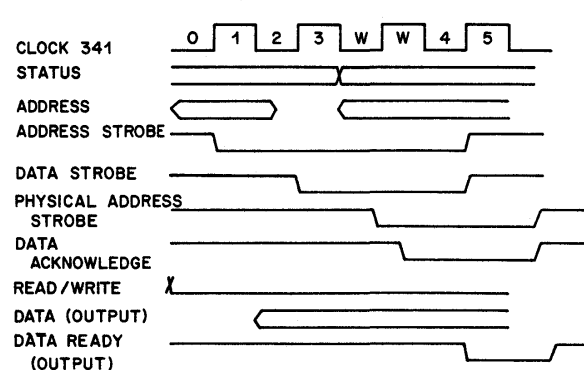 0 1 2 3 W W 4 5
CLOCK 341
STATUS
ADDRESS
ADDRESS STROBE
DATA STROBE
PHYSICAL ADDRESS
STROBE
DATA
ACKNOWLEDGE
READ/WRITE
DATA (OUTPUT)
DATA READY
(OUTPUT)